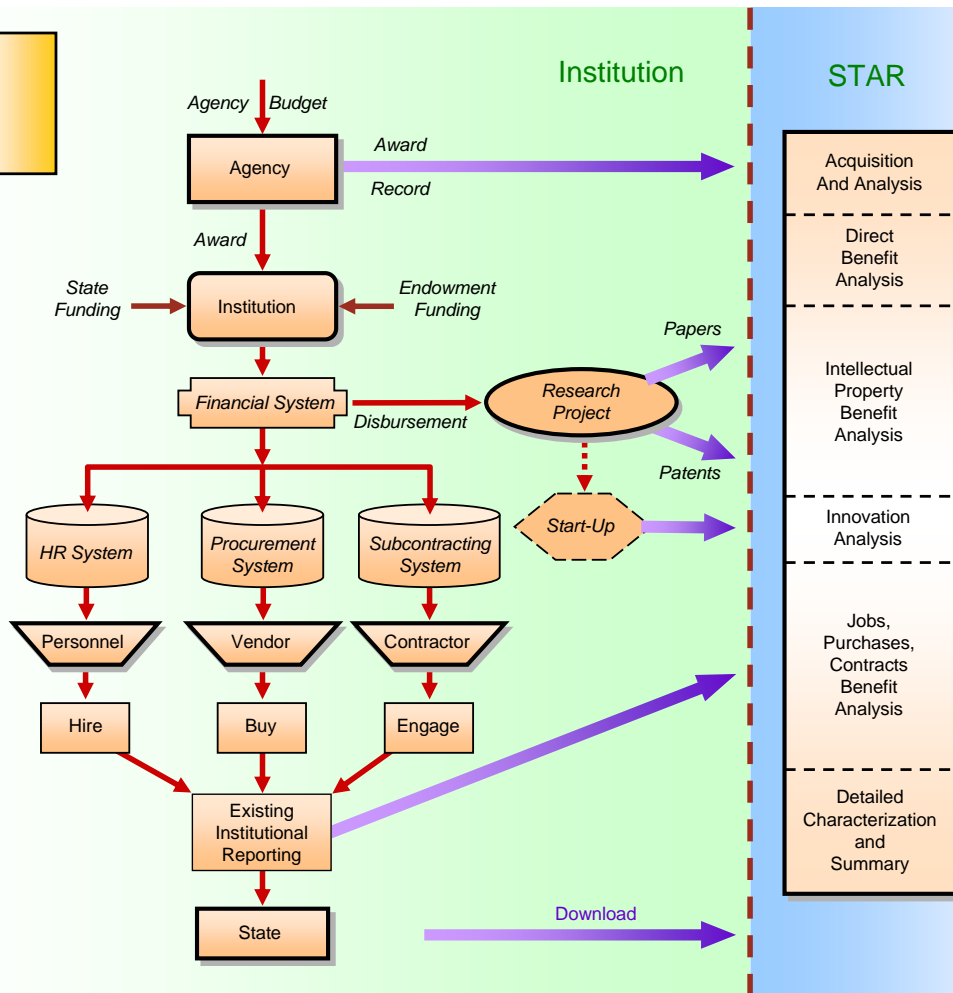 Institution
STAR
Agency
Budget
Agency
Award
Record
Acquisition
And Analysis
Award
Direct
Benefit
Analysis
State
Funding
Institution
Endowment
Funding
Papers
Financial System
Disbursement
Research
Project
Intellectual
Property
Benefit
Analysis
Patents
HR System
Procurement
System
Subcontracting
System
Start-Up
Innovation
Analysis
Personnel
Vendor
Contractor
Jobs,
Purchases,
Contracts
Benefit
Analysis
Hire
Buy
Engage
Existing
Institutional
Reporting
Detailed
Characterization
and
Summary
State
Download